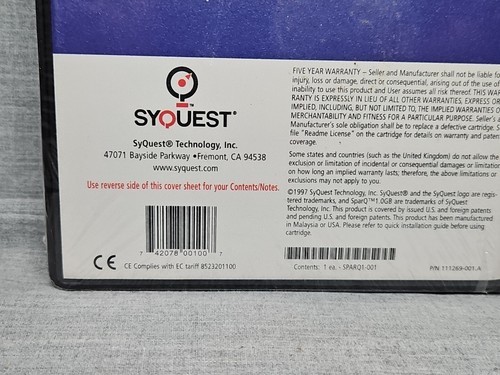 SYQUEST®
SyQuest® Technology, Inc.
47071 Bayside Parkway •Fremont, CA 94538
www.syquest.com
Use reverse side of this cover sheet for your Contents/Notes.
7 42078 00100 7
CE CE Complies with EC tariff 8523201100
FIVE YEAR WARRANTY – Seller and Manufacturer shall not be liable fo
injury, loss or damage, direct or consequential, arising out of the use of
inability to use this product and User assumes all risk thereof. THIS WAR
RANTY IS EXPRESSLY IN LIEU OF ALL OTHER WARRANTIES, EXPRESS OR
IMPLIED, INCLUDING, BUT NOT LIMITED TO, THE IMPLIED WARRANTIES O
MERCHANTABILITY AND FITNESS FOR A PARTICULAR PURPOSE. Seller's a
Manufacturer's sole obligation shall be to replace a defective cartridge. S
file "Readme License" on the cartridge for details on warranty and paten
coverage.
Some states and countries (such as the United Kingdom) do not allow the
exclusion or limitation of incidental or consequential damages or limitation
on how long an implied warranty lasts; therefore, the above limitations or
exclusions may not apply to you.
©1997 SyQuest Technology, Inc. SyQuest® and the SyQuest logo are regis-
tered trademarks, and SparQ™1.0GB are trademarks of SyQuest
Technology, Inc. This product is covered by issued U.S. and foreign patents
and pending U.S. and foreign patents. This product has been manufactured
in Malaysia or USA. Please refer to quick installation guide before using
cartridge.
Contents: 1 ea. - SPARQ1-001
P/N 111269-001.A